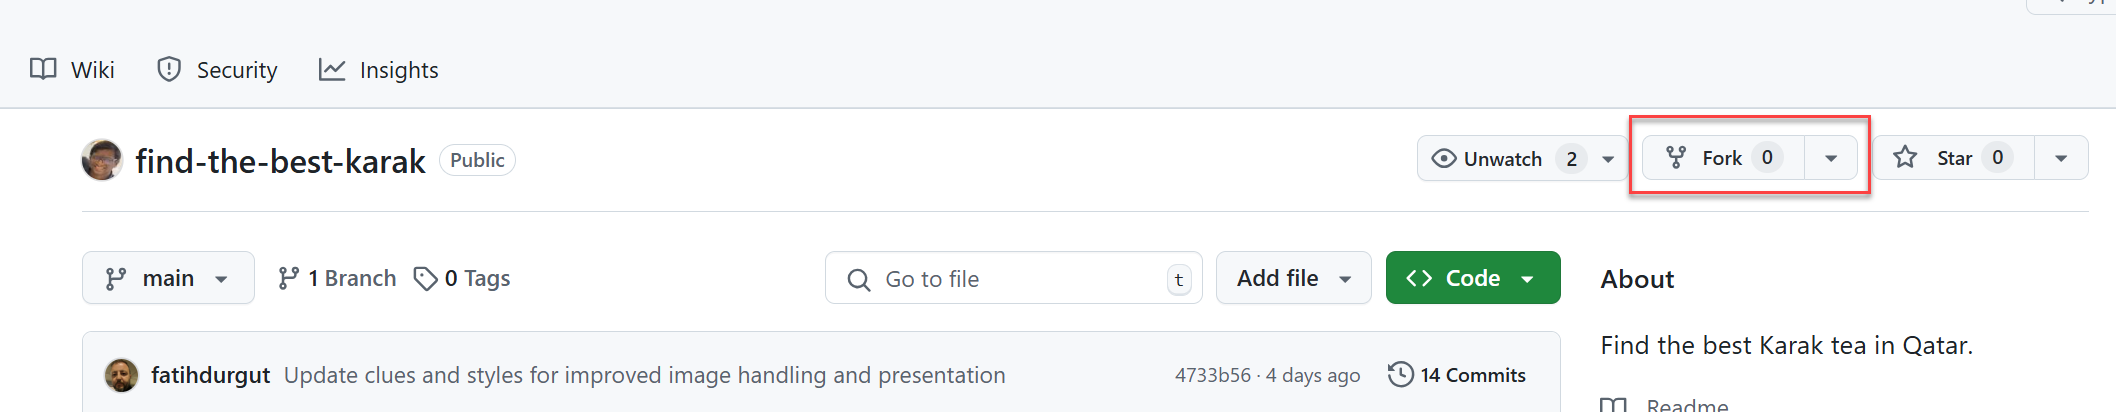 Wiki Security Insights
find-the-best-karak Public Unwatch 2 Fork 0 Star 0
main 1 Branch 0 Tags Go to file t Add file Code About
Find the best Karak tea in Qatar.
fatihdurgut Update clues and styles for improved image handling and presentation 4733b56 · 4 days ago 14 Commits
Readme